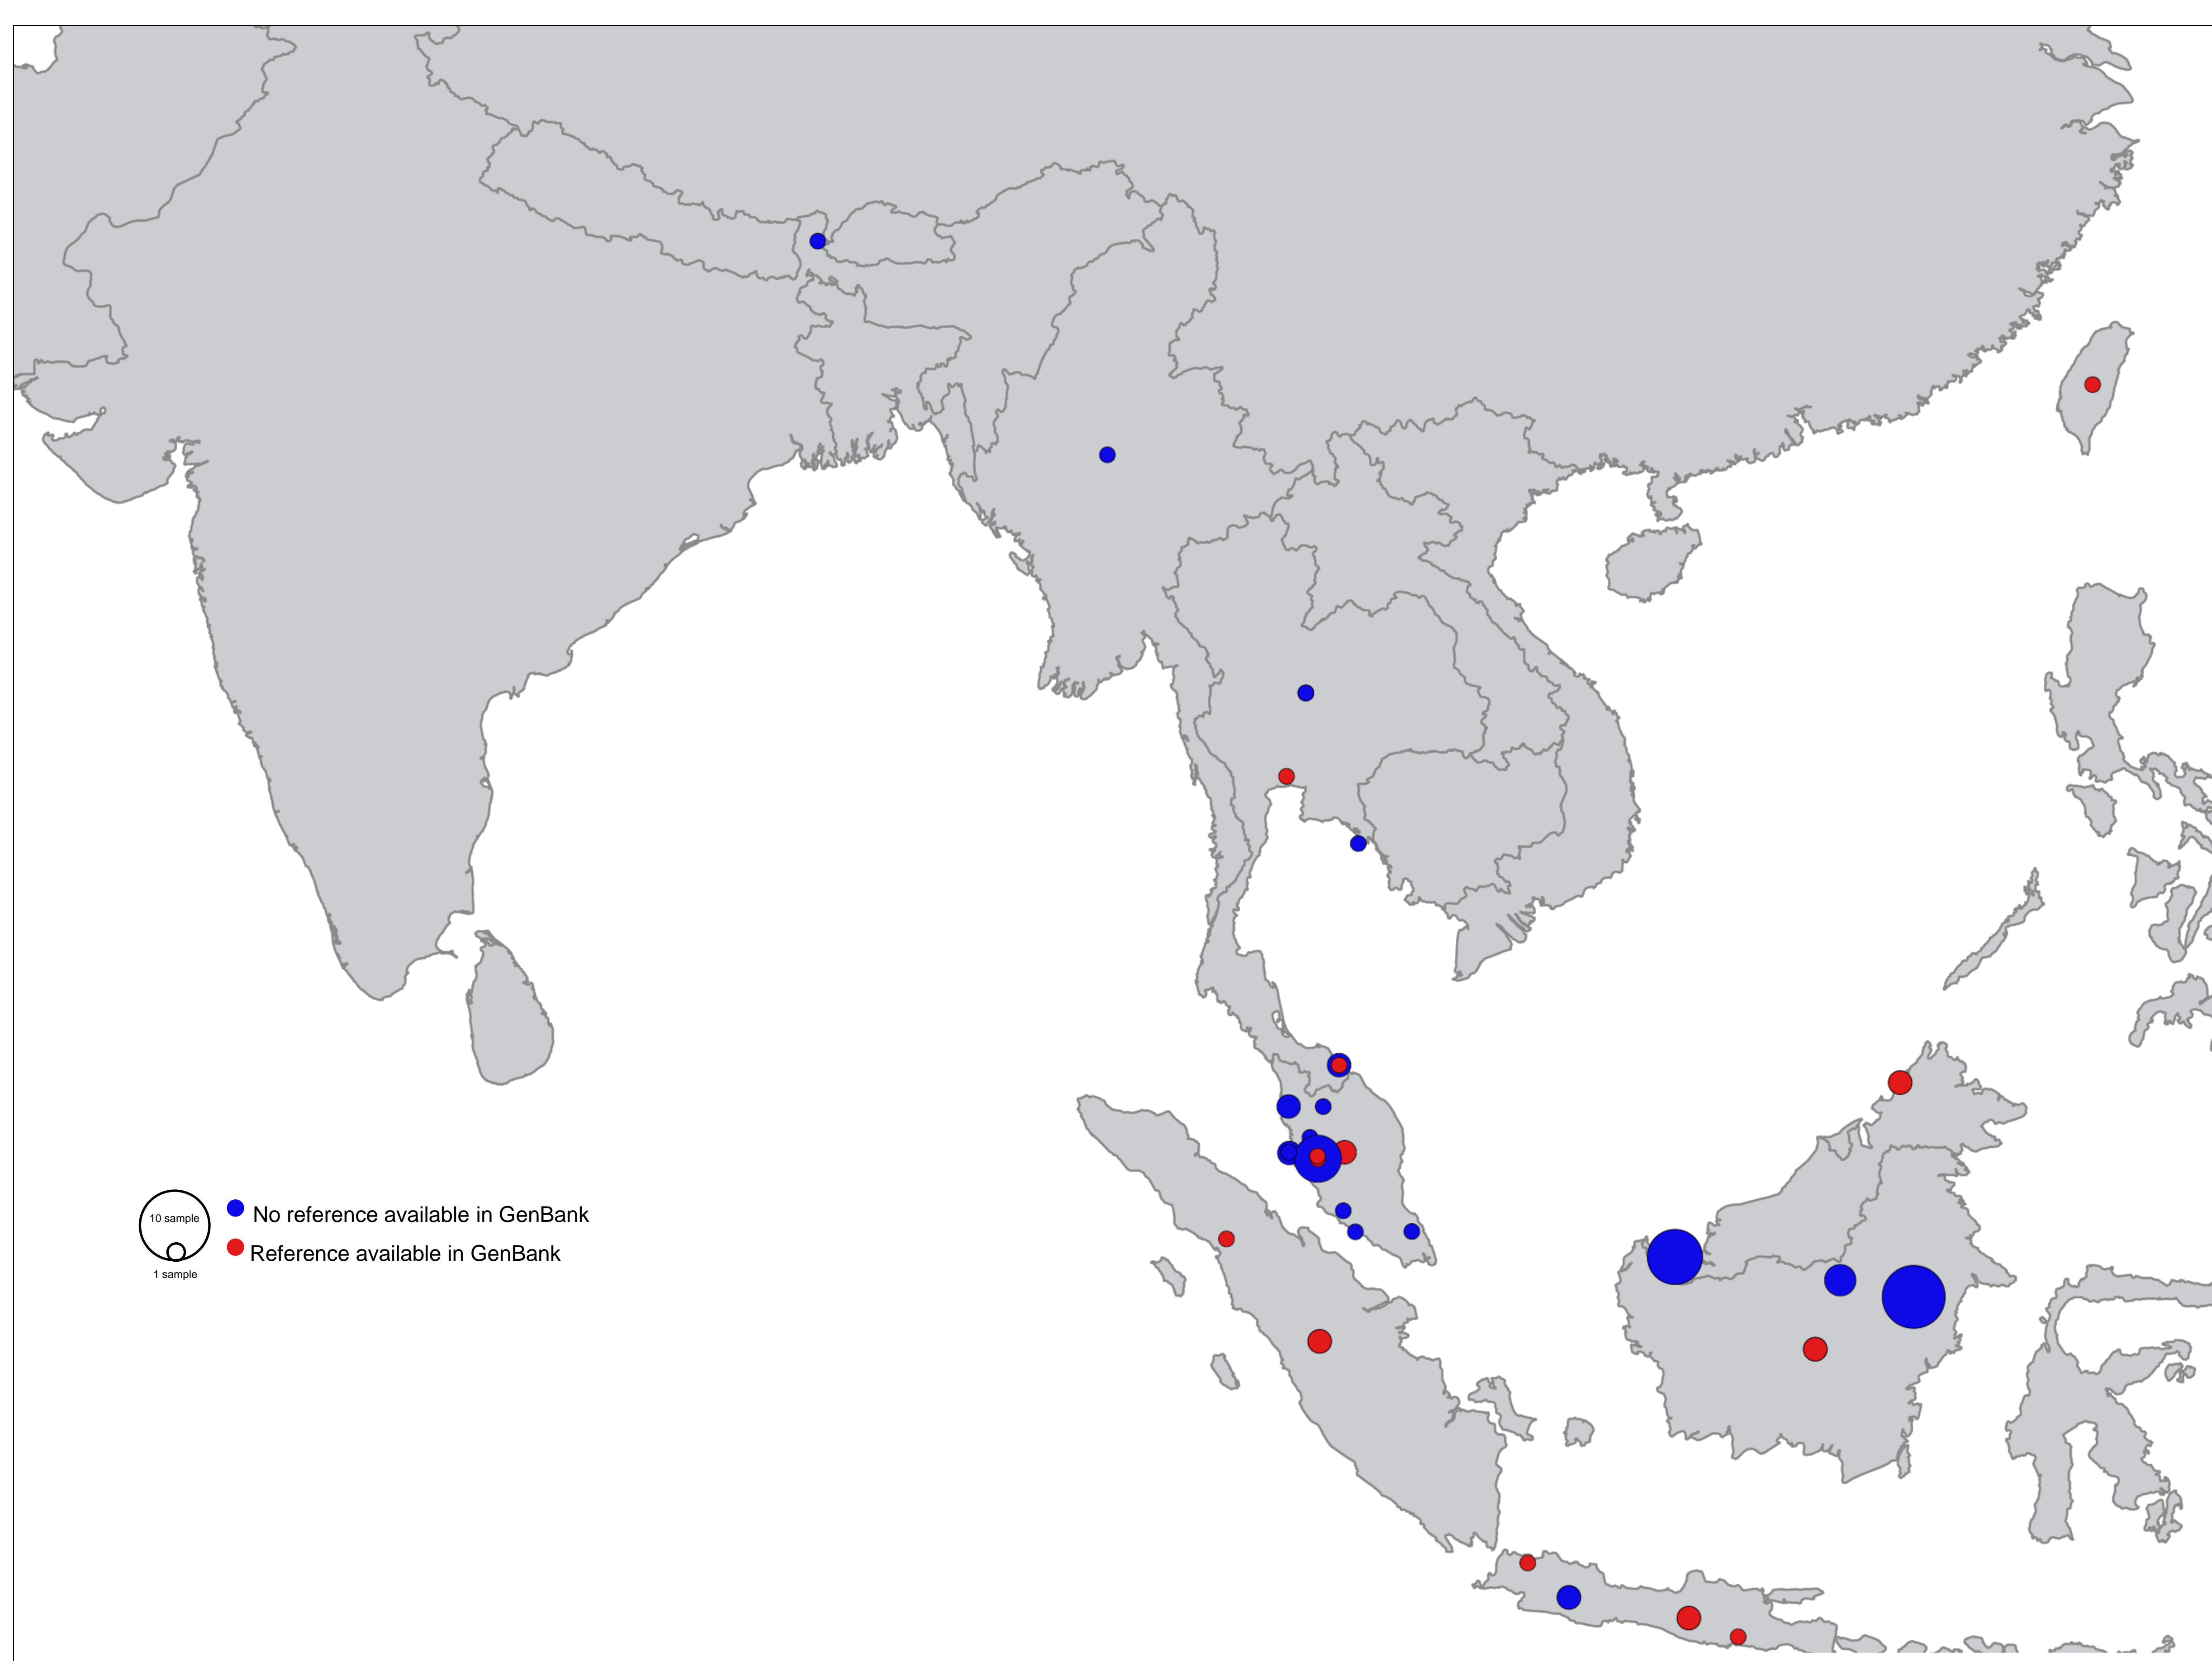 10 sample
No reference available in GenBank
Reference available in GenBank
1 sample